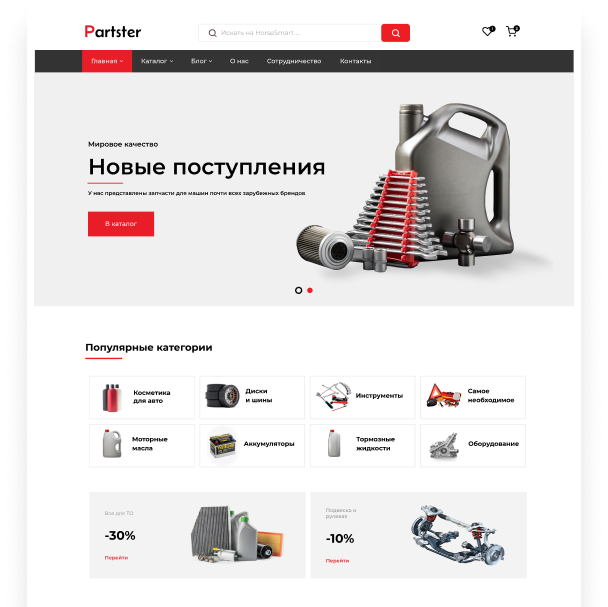 Partster
Искать на HorseSmart ...
Главная
Каталог
Блог
О нас
Сотрудничество
Контакты
Мировое качество
Новые поступления
У нас представлены запчасти для машин почти всех зарубежных брендов
В каталог
Популярные категории
Косметика
для авто
Диски
и шины
Инструменты
Самое
необходимое
Моторные
масла
Аккумуляторы
Тормозные
жидкости
Оборудование
Все для ТО
-30%
Перейти
Подвеска и
рулевая
-10%
Перейти